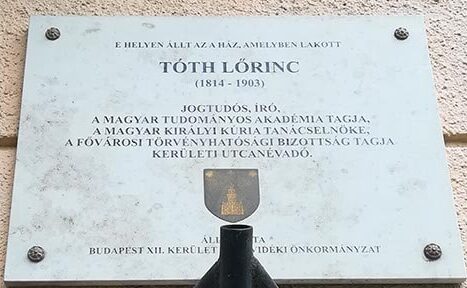 E HELYEN ÁLLT AZ A HÁZ, AMELYBEN LAKOTT
TÓTH LŐRINC
(1814 - 1903)
JOGTUDÓS, ÍRÓ,
A MAGYAR TUDOMÁNYOS AKADÉMIA TAGJA,
A MAGYAR KIRÁLYI KÚRIA TANÁCSELNÖKE,
A FŐVÁROSI TÖRVÉNYHATÓSÁGI BIZOTTSÁG TAGJA
KERÜLETI UTCANÉVADÓ.
BUDAPEST XII. KERÜLET ÖNKORMÁNYZAT